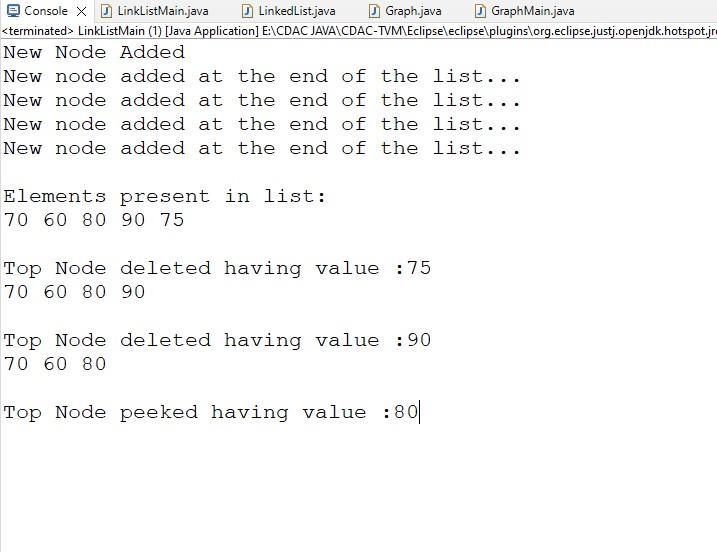 Console LinkListMain.java LinkedList.java Graph.java GraphMain.java
<terminated> LinkListMain (1) [Java Application] E:\CDAC JAVA\CDAC-TVM\Eclipse\eclipse\plugins\org.eclipse.justj.openjdk.hotspot.jre
New Node Added
New node added at the end of the list...
New node added at the end of the list...
New node added at the end of the list...
New node added at the end of the list...
Elements present in list:
70 60 80 90 75
Top Node deleted having value :75
70 60 80 90
Top Node deleted having value :90
70 60 80
Top Node peeked having value :80